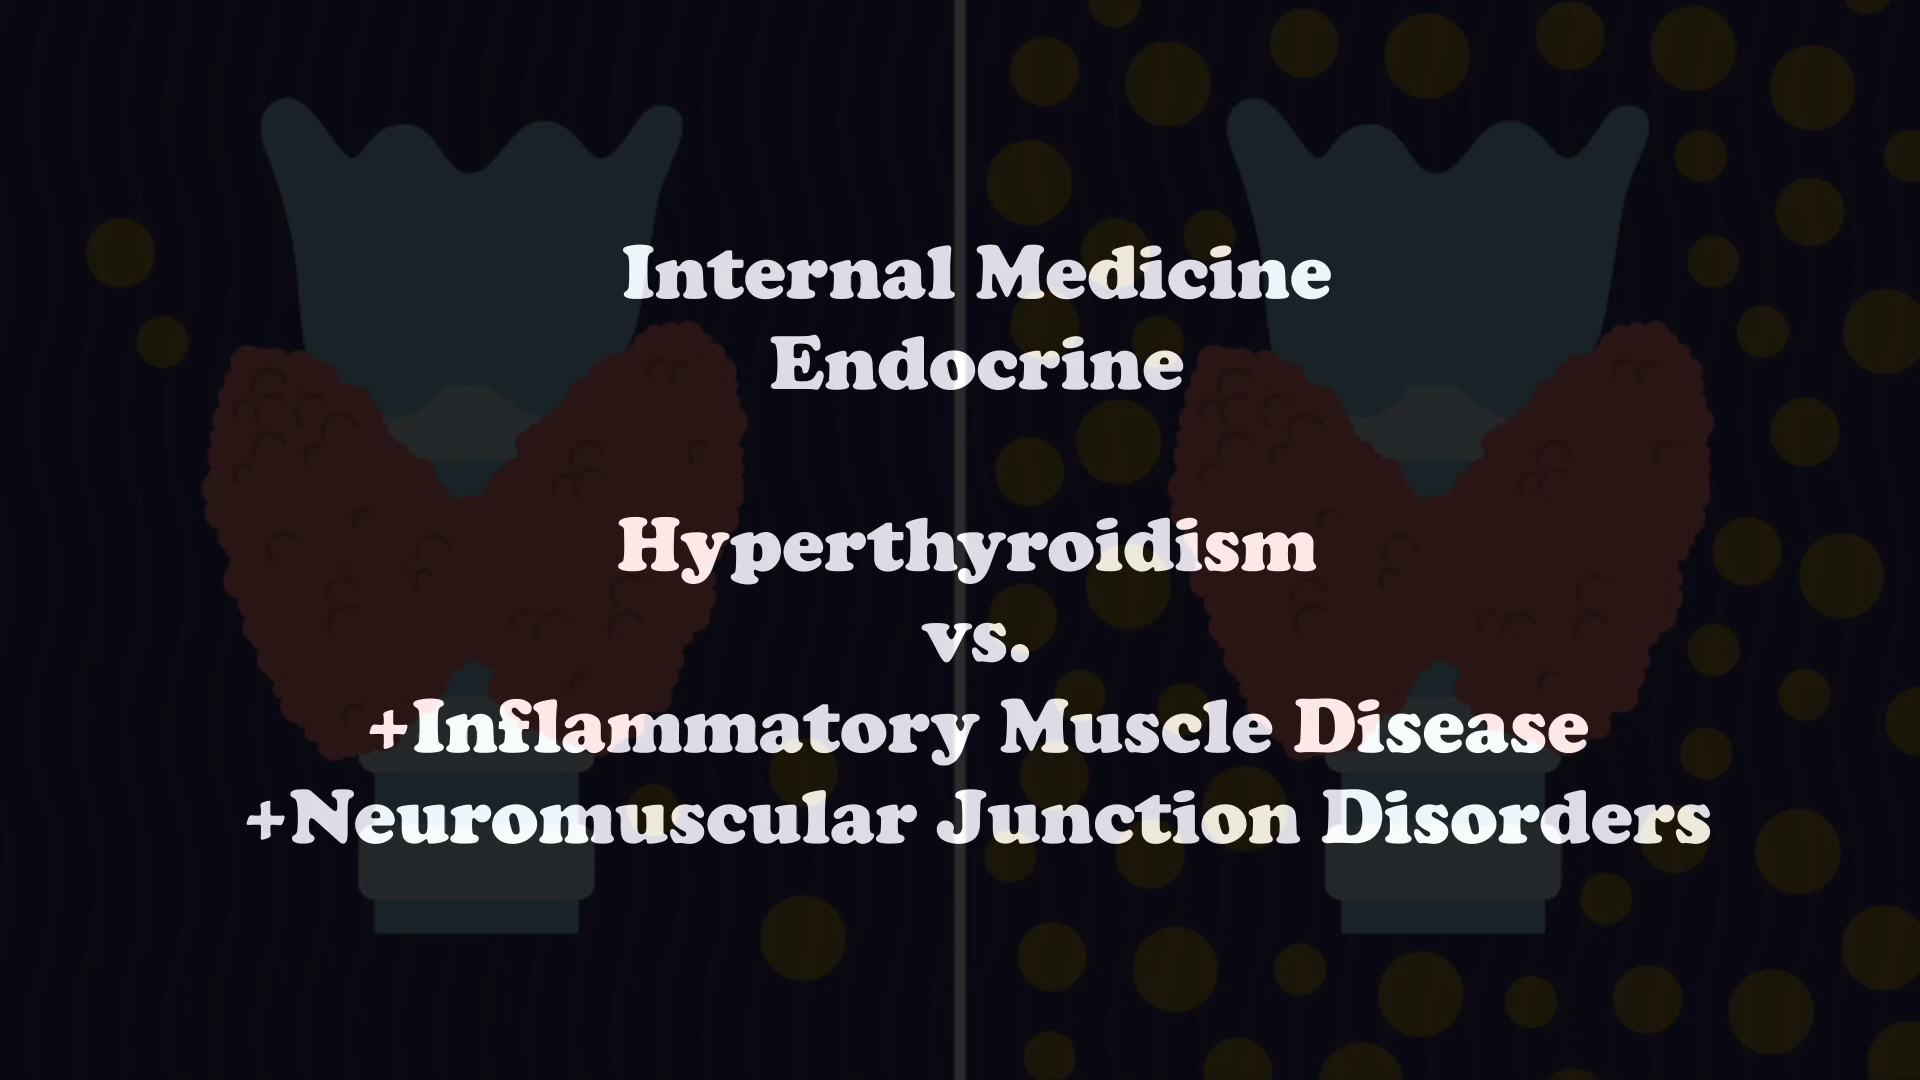 Internal Medicine
Endocrine
Hyperthyroidism
vs.
+Inflammatory Muscle Disease
+Neuromuscular Junction Disorders